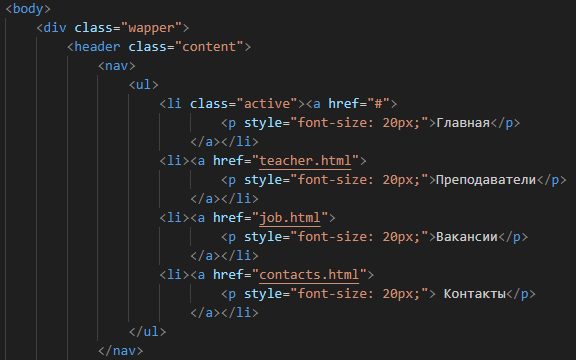 <body>
<div class="wapper">
<header class="content">
<nav>
<ul>
<li class="active"><a href="#">
<p style="font-size: 20px;">Главная</p>
</a></li>
<li><a href="teacher.html">
<p style="font-size: 20px;">Преподаватели</p>
</a></li>
<li><a href="job.html">
<p style="font-size: 20px;">Вакансии</p>
</a></li>
<li><a href="contacts.html">
<p style="font-size: 20px;"> Контакты</p>
</a></li>
</ul>
</nav>